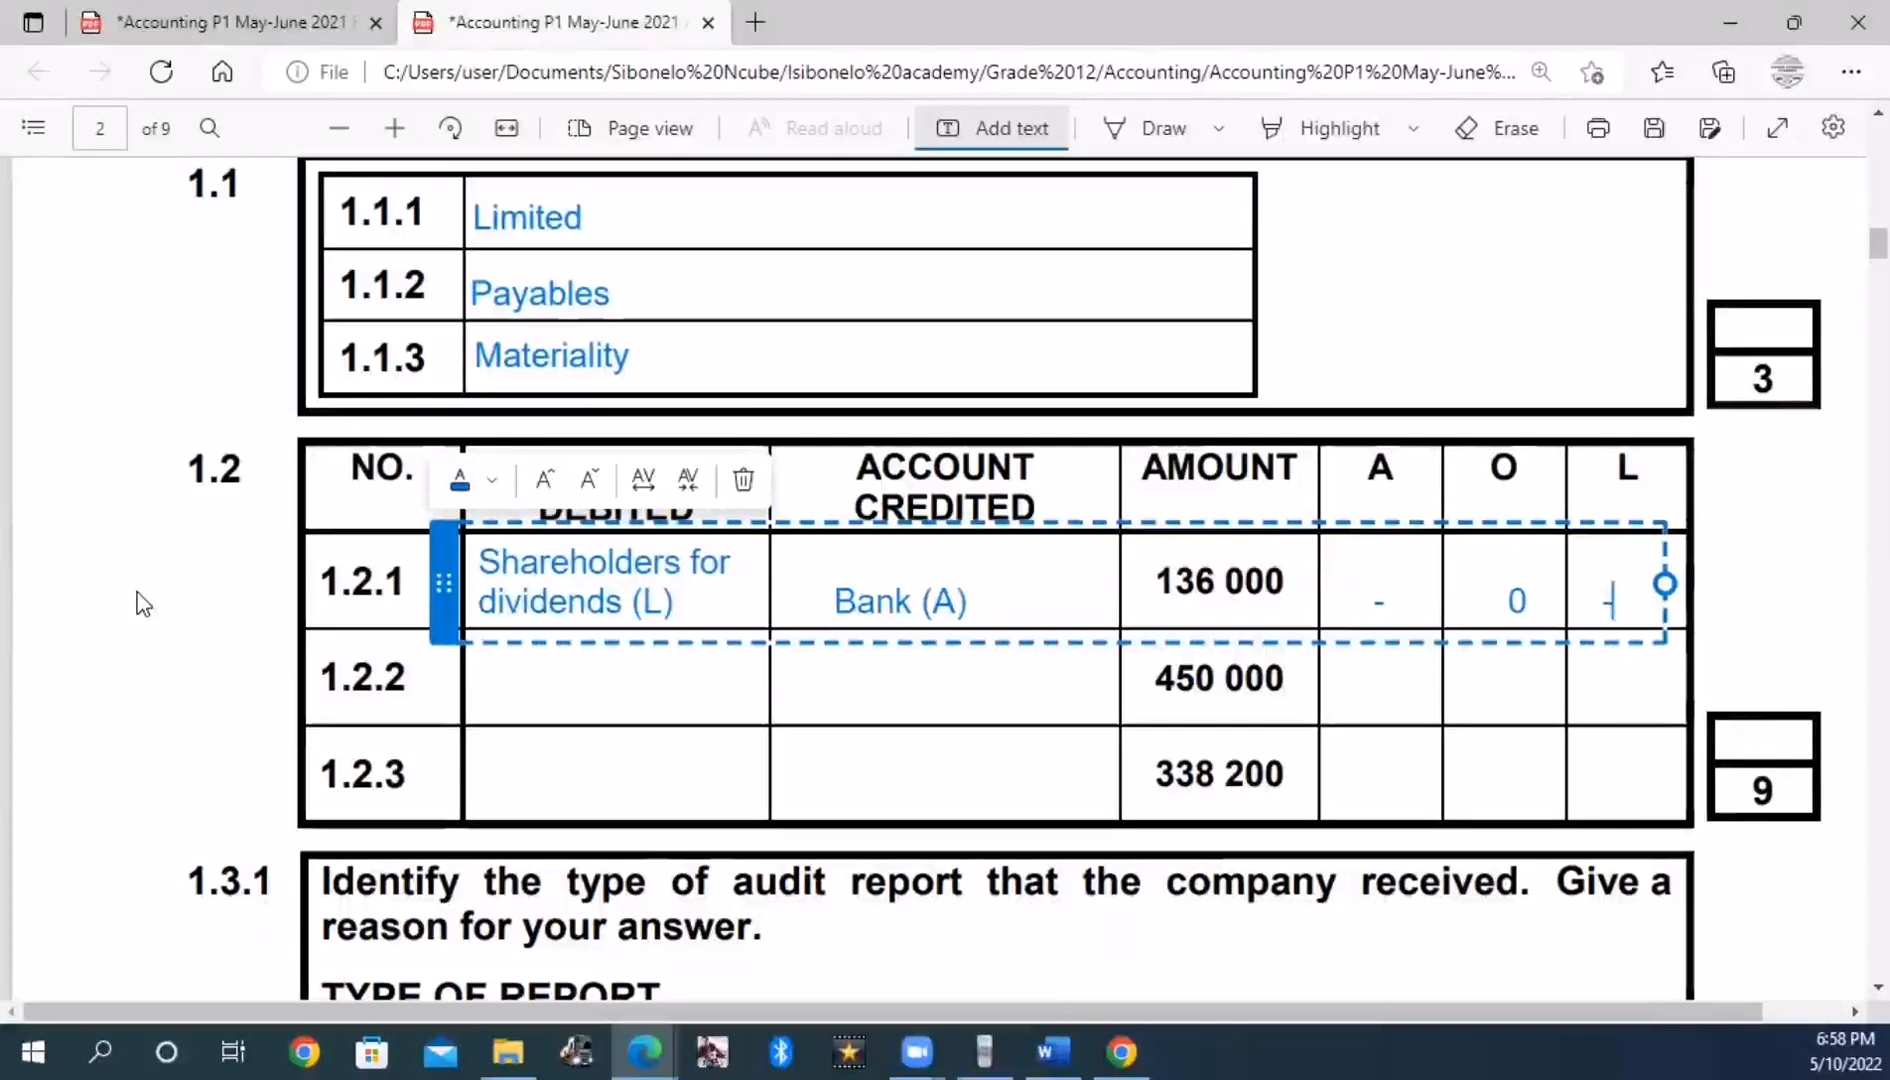 *Accounting P1 May-June 2021
*Accounting P1 May-June 2021
File
C:/Users/user/Documents/Sibonelo%20Ncube/Isibonelo%20academy/Grade%2012/Accounting/Accounting%20P1%20May-June%...
2 of 9
Page view
Read aloud
Add text
Draw
Highlight
Erase
1.1
1.1.1 Limited
1.1.2 Payables
1.1.3 Materiality
3
1.2
NO. DEBITED ACCOUNT CREDITED AMOUNT A O L
1.2.1 Shareholders for dividends (L) Bank (A) 136 000 - 0 -
1.2.2 450 000
1.2.3 338 200
9
1.3.1 Identify the type of audit report that the company received. Give a
reason for your answer.
TYPE OF REPORT
6:58 PM
5/10/2022